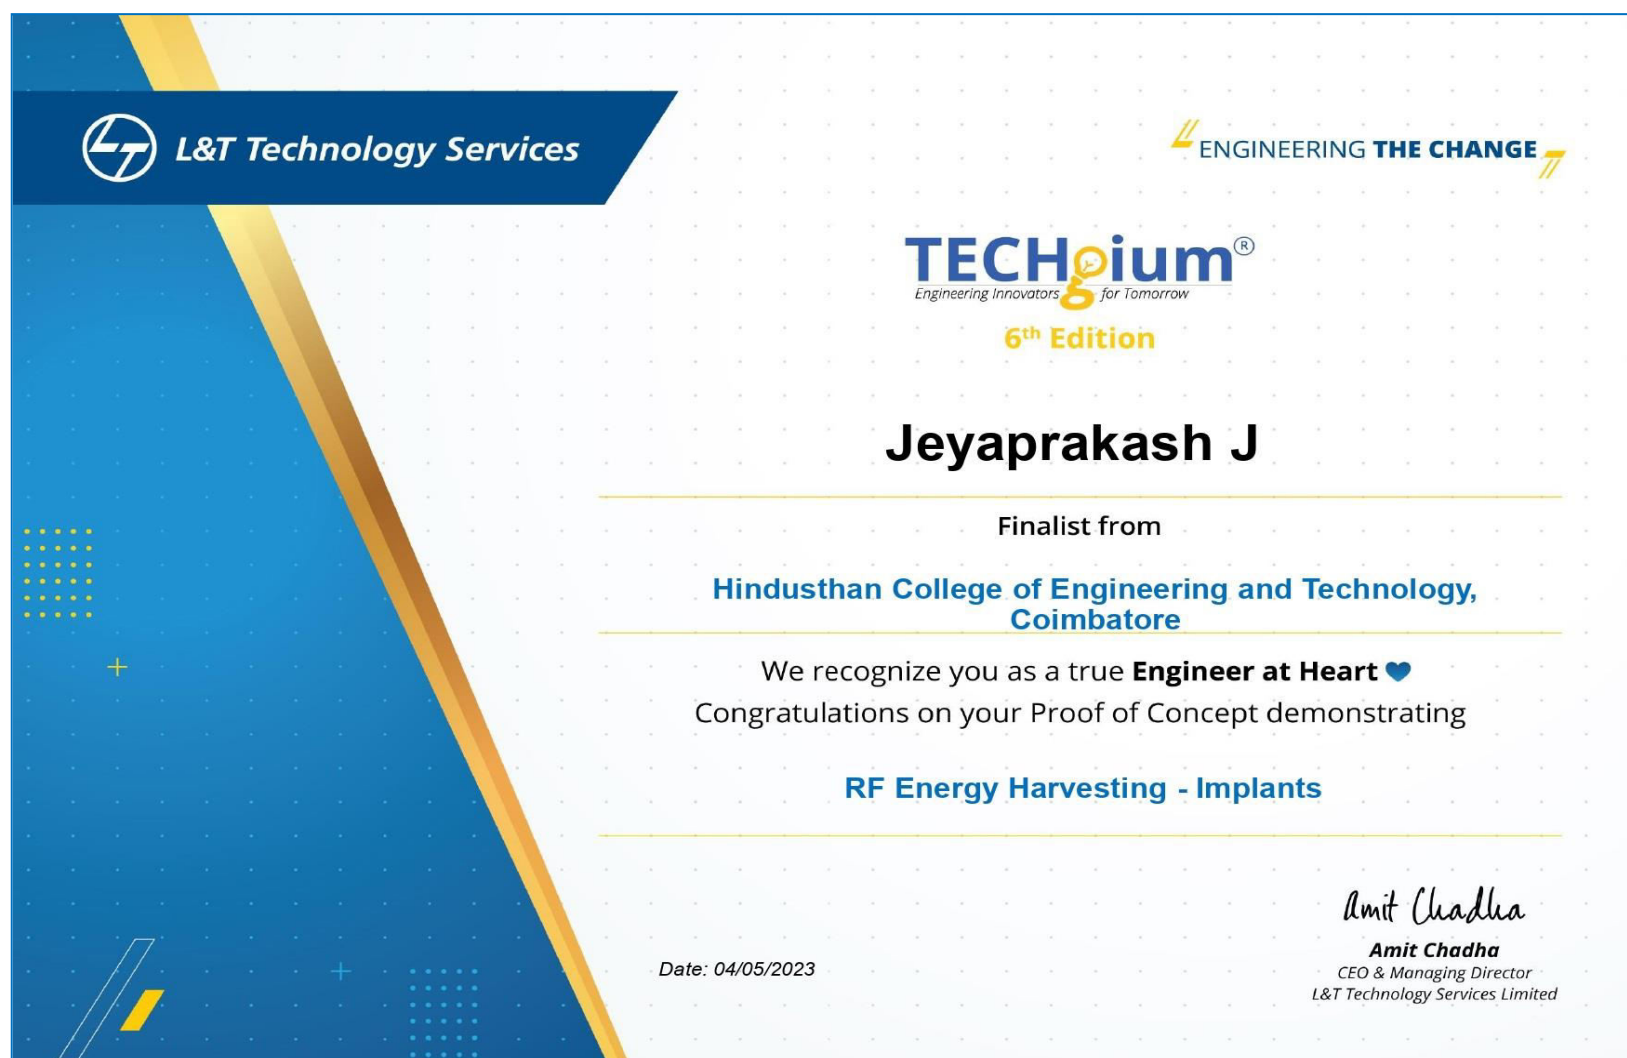 L&T Technology Services
ENGINEERING THE CHANGE
TECHgium®
Engineering Innovators for Tomorrow
6th Edition
Jeyaprakash J
Finalist from
Hindusthan College of Engineering and Technology,
Coimbatore
We recognize you as a true Engineer at Heart
Congratulations on your Proof of Concept demonstrating
RF Energy Harvesting - Implants
Amit Chadha
Amit Chadha
Date: 04/05/2023
CEO & Managing Director
L&T Technology Services Limited